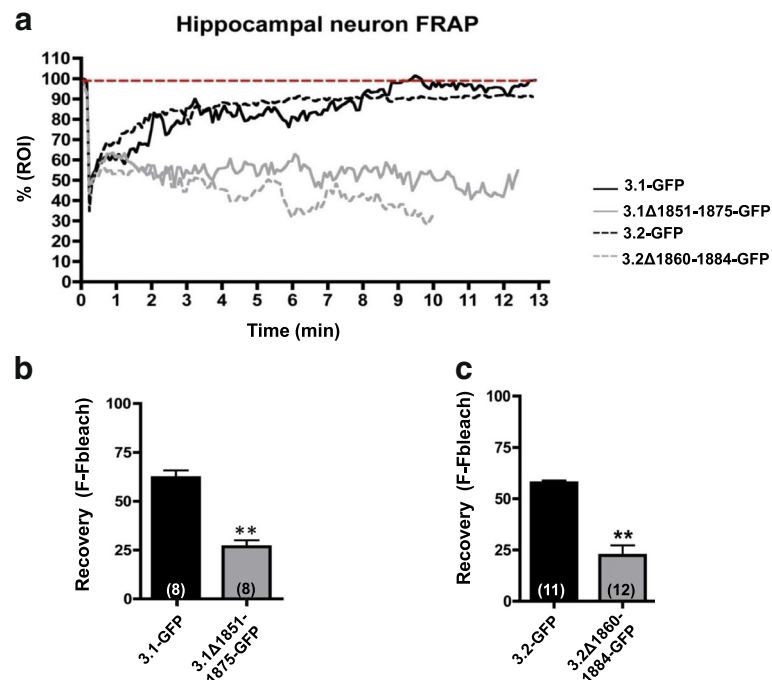 a
Hippocampal neuron FRAP
% (ROI)
110
100
90
80
70
60
50
40
30
20
10
0
0 1 2 3 4 5 6 7 8 9 10 11 12 13
Time (min)
3.1-GFP
3.1Δ1851-1875-GFP
3.2-GFP
3.2Δ1860-1884-GFP
b
Recovery (F-Fbleach)
100
75
50
25
0
**
(8) (8)
3.1-GFP
3.1Δ1851-
1875-GFP
c
Recovery (F-Fbleach)
100
75
50
25
0
**
(11) (12)
3.2-GFP
3.2Δ1860-
1884-GFP